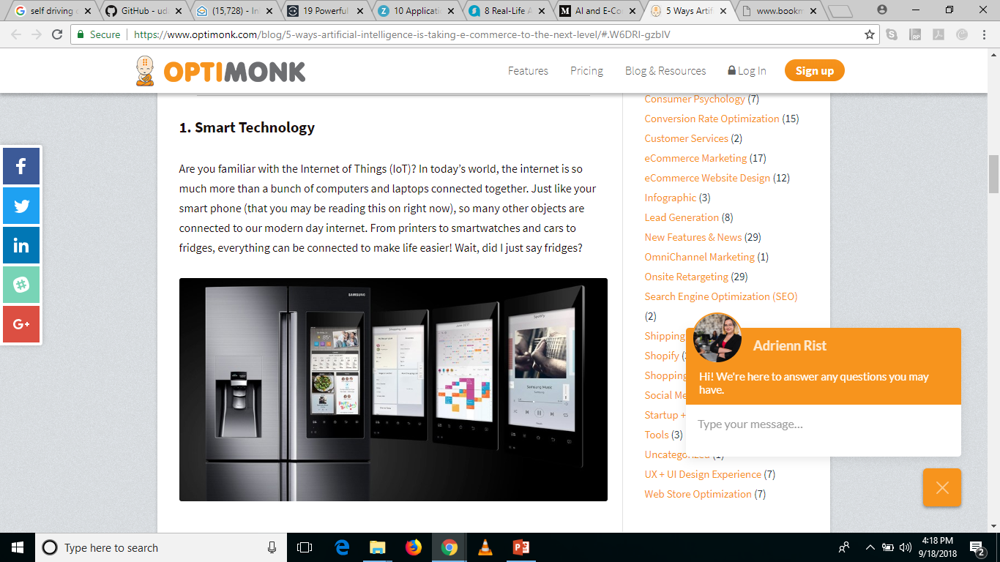 self driving c
GitHub - ud
(15,728) - In
19 Powerful
10 Applicati
8 Real-Life A
AI and E-Co
5 Ways Artif
www.bookm
Secure
https://www.optimonk.com/blog/5-ways-artificial-intelligence-is-taking-e-commerce-to-the-next-level/#.W6DRI-gzbIV
OPTIMONK
Features
Pricing
Blog & Resources
Log In
Sign up
1. Smart Technology
Are you familiar with the Internet of Things (IoT)? In today's world, the internet is so
much more than a bunch of computers and laptops connected together. Just like your
smart phone (that you may be reading this on right now), so many other objects are
connected to our modern day internet. From printers to smartwatches and cars to
fridges, everything can be connected to make life easier! Wait, did I just say fridges?
SAMSUNG
Shopping List
June 2017
Spotify
Samsung Music
Consumer Psychology (7)
Conversion Rate Optimization (15)
Customer Services (2)
eCommerce Marketing (17)
eCommerce Website Design (12)
Infographic (3)
Lead Generation (8)
New Features & News (29)
OmniChannel Marketing (1)
Onsite Retargeting (29)
Search Engine Optimization (SEO)
(2)
Shipping
Shopify
Shopping
Social Me
Startup +
Tools (3)
Uncategorized (1)
UX + UI Design Experience (7)
Web Store Optimization (7)
Adrienn Rist
Hi! We're here to answer any questions you may
have.
Type your message...
Type here to search
4:18 PM
9/18/2018
2